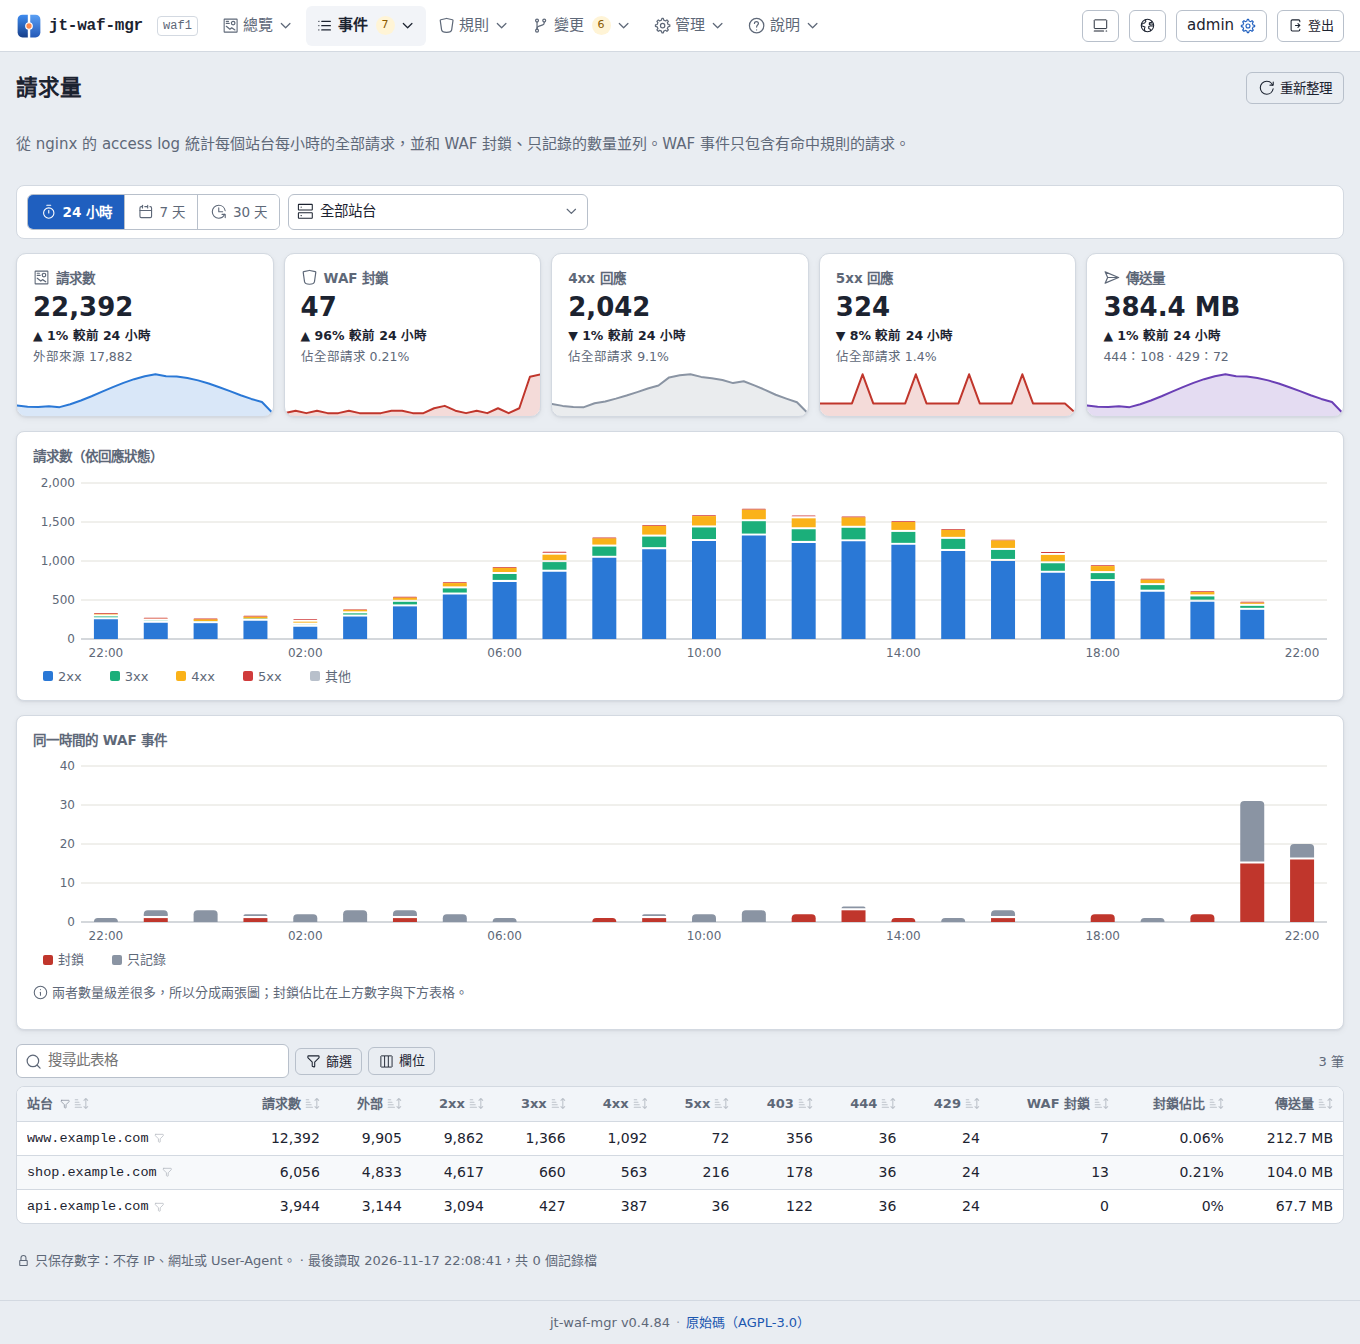 jt-waf-mgr waf1 總覽 事件 7 規則 變更 6 管理 說明 admin 登出
請求量 重新整理
從 nginx 的 access log 統計每個站台每小時的全部請求，並和 WAF 封鎖、只記錄的數量並列。WAF 事件只包含有命中規則的請求。
24 小時 7 天 30 天 全部站台
請求數
22,392
▲ 1% 較前 24 小時
外部來源 17,882
WAF 封鎖
47
▲ 96% 較前 24 小時
佔全部請求 0.21%
4xx 回應
2,042
▼ 1% 較前 24 小時
佔全部請求 9.1%
5xx 回應
324
▼ 8% 較前 24 小時
佔全部請求 1.4%
傳送量
384.4 MB
▲ 1% 較前 24 小時
444：108 · 429：72
請求數（依回應狀態）
2,000
1,500
1,000
500
0
22:00 02:00 06:00 10:00 14:00 18:00 22:00
2xx 3xx 4xx 5xx 其他
同一時間的 WAF 事件
40
30
20
10
0
22:00 02:00 06:00 10:00 14:00 18:00 22:00
封鎖 只記錄
兩者數量級差很多，所以分成兩張圖；封鎖佔比在上方數字與下方表格。
搜尋此表格 篩選 欄位 3 筆
站台 請求數 外部 2xx 3xx 4xx 5xx 403 444 429 WAF 封鎖 封鎖佔比 傳送量
www.example.com 12,392 9,905 9,862 1,366 1,092 72 356 36 24 7 0.06% 212.7 MB
shop.example.com 6,056 4,833 4,617 660 563 216 178 36 24 13 0.21% 104.0 MB
api.example.com 3,944 3,144 3,094 427 387 36 122 36 24 0 0% 67.7 MB
只保存數字：不存 IP、網址或 User-Agent。 · 最後讀取 2026-11-17 22:08:41，共 0 個記錄檔
jt-waf-mgr v0.4.84 · 原始碼（AGPL-3.0）